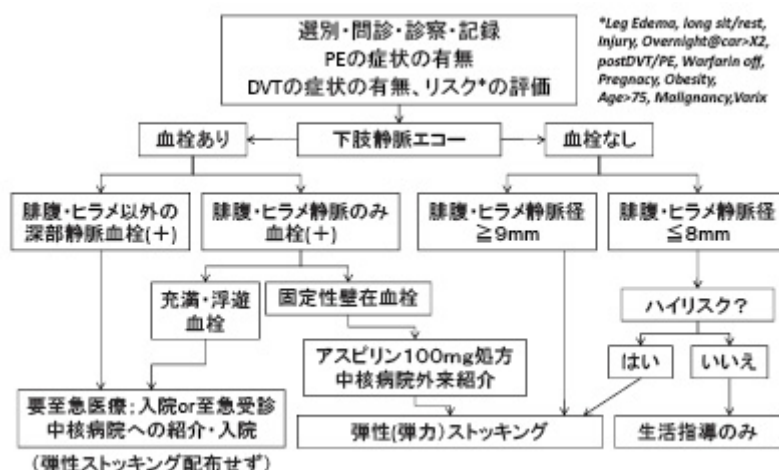 選別・問診・診察・記録
PEの症状の有無
DVTの症状の有無、リスク*の評価
*Leg Edema, long sit/rest,
Injury, Overnight@car>X2,
postDVT/PE, Warfarin off,
Pregnacy, Obesity,
Age>75, Malignancy,Varix
血栓あり
下肢静脈エコー
血栓なし
腓腹・ヒラメ以外の
深部静脈血栓(+)
腓腹・ヒラメ静脈のみ
血栓(+)
腓腹・ヒラメ静脈径
≧9mm
腓腹・ヒラメ静脈径
≦8mm
充満・浮遊
血栓
固定性壁在血栓
ハイリスク？
アスピリン100mg処方
中核病院外来紹介
はい
いいえ
要至急医療：入院or至急受診
中核病院への紹介・入院
弾性(弾力)ストッキング
生活指導のみ
(弾性ストッキング配布せず)